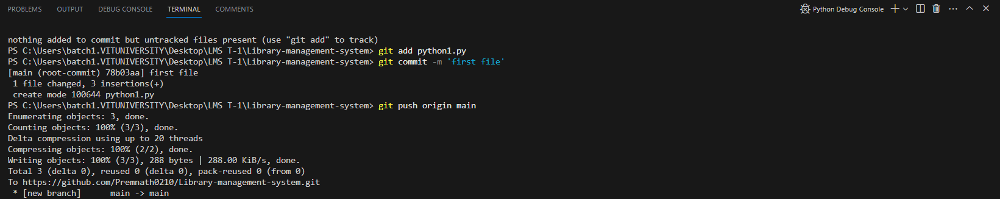 PROBLEMS OUTPUT DEBUG CONSOLE TERMINAL COMMENTS Python Debug Console
nothing added to commit but untracked files present (use "git add" to track)
PS C:\Users\batch1.VITUNIVERSITY\Desktop\LMS T-1\Library-management-system> git add python1.py
PS C:\Users\batch1.VITUNIVERSITY\Desktop\LMS T-1\Library-management-system> git commit -m 'first file'
[main (root-commit) 78b03aa] first file
 1 file changed, 3 insertions(+)
 create mode 100644 python1.py
PS C:\Users\batch1.VITUNIVERSITY\Desktop\LMS T-1\Library-management-system> git push origin main
Enumerating objects: 3, done.
Counting objects: 100% (3/3), done.
Delta compression using up to 20 threads
Compressing objects: 100% (2/2), done.
Writing objects: 100% (3/3), 288 bytes | 288.00 KiB/s, done.
Total 3 (delta 0), reused 0 (delta 0), pack-reused 0 (from 0)
To https://github.com/Premnath0210/Library-management-system.git
 * [new branch]      main -> main